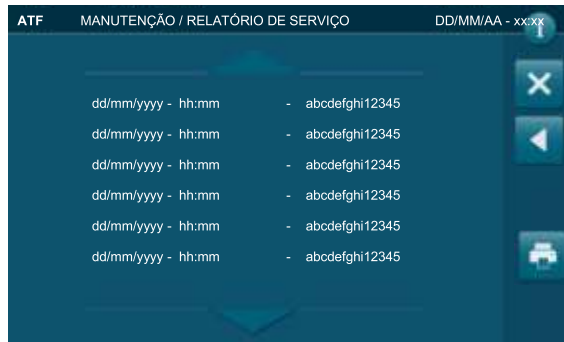 ATF MANUTENÇÃO / RELATÓRIO DE SERVIÇO DD/MM/AA - xx:xx
dd/mm/yyyy - hh:mm - abcdefghi12345
dd/mm/yyyy - hh:mm - abcdefghi12345
dd/mm/yyyy - hh:mm - abcdefghi12345
dd/mm/yyyy - hh:mm - abcdefghi12345
dd/mm/yyyy - hh:mm - abcdefghi12345
dd/mm/yyyy - hh:mm - abcdefghi12345